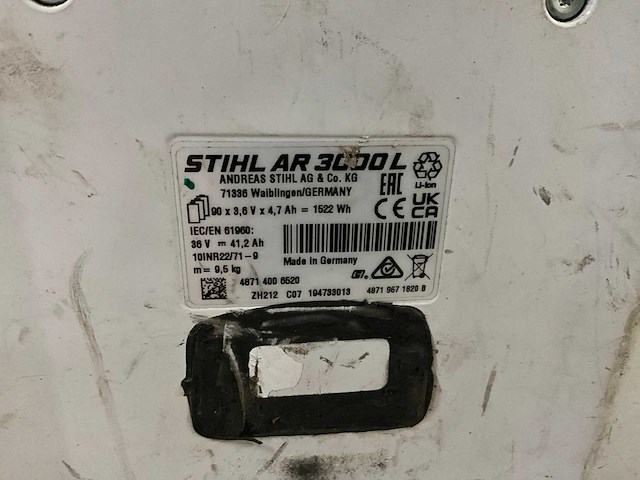 STIHL AR 3000 L
ANDREAS STIHL AG & Co. KG
71336 Waiblingen/GERMANY
Li-Ion
EAC
90 x 3,6 V x 4,7 Ah = 1522 Wh
CE UK CA
IEC/EN 61960:
36 V ⎓ 41,2 Ah
10INR22/71-9
Made in Germany
m = 9,5 kg
4871 400 6520
ZH212 C07 194733013
4871 967 1820 B